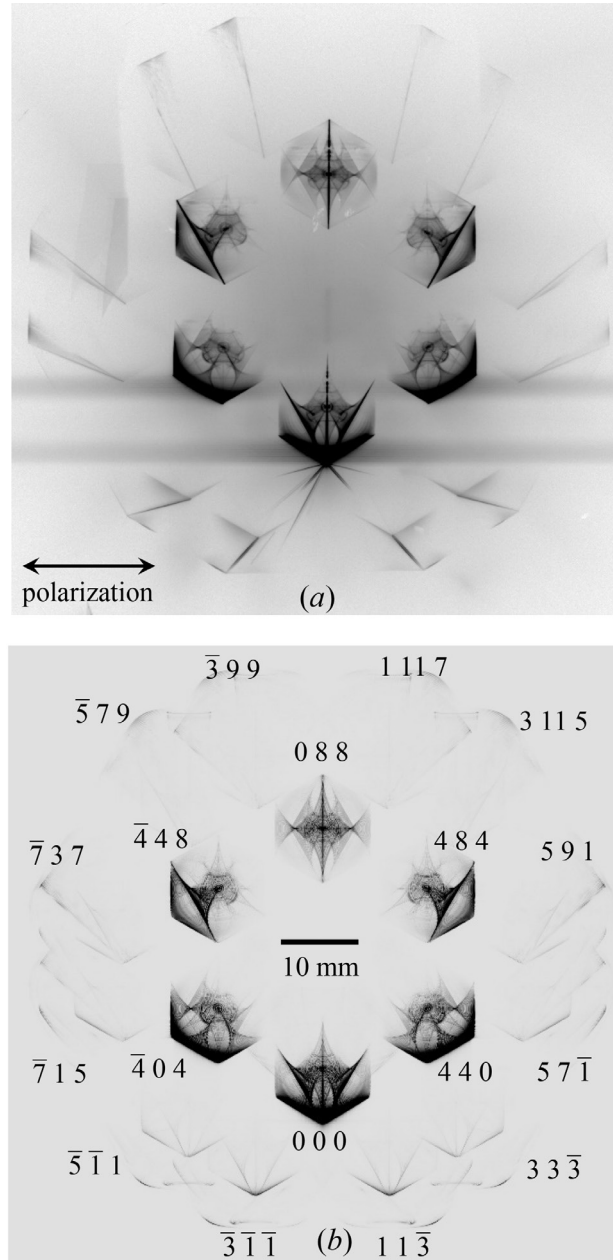 polarization
(a)
3̅ 9 9
1 11 7
5̅ 7 9
3 11 5
0 8 8
4̅ 4 8
4 8 4
7̅ 3 7
5 9 1
10 mm
7̅ 1 5
4̅ 0 4
4 4 0
5 7 1̅
0 0 0
5̅ 1̅ 1
3 3 3̅
3̅ 1̅ 1̅
(b)
1 1 3̅